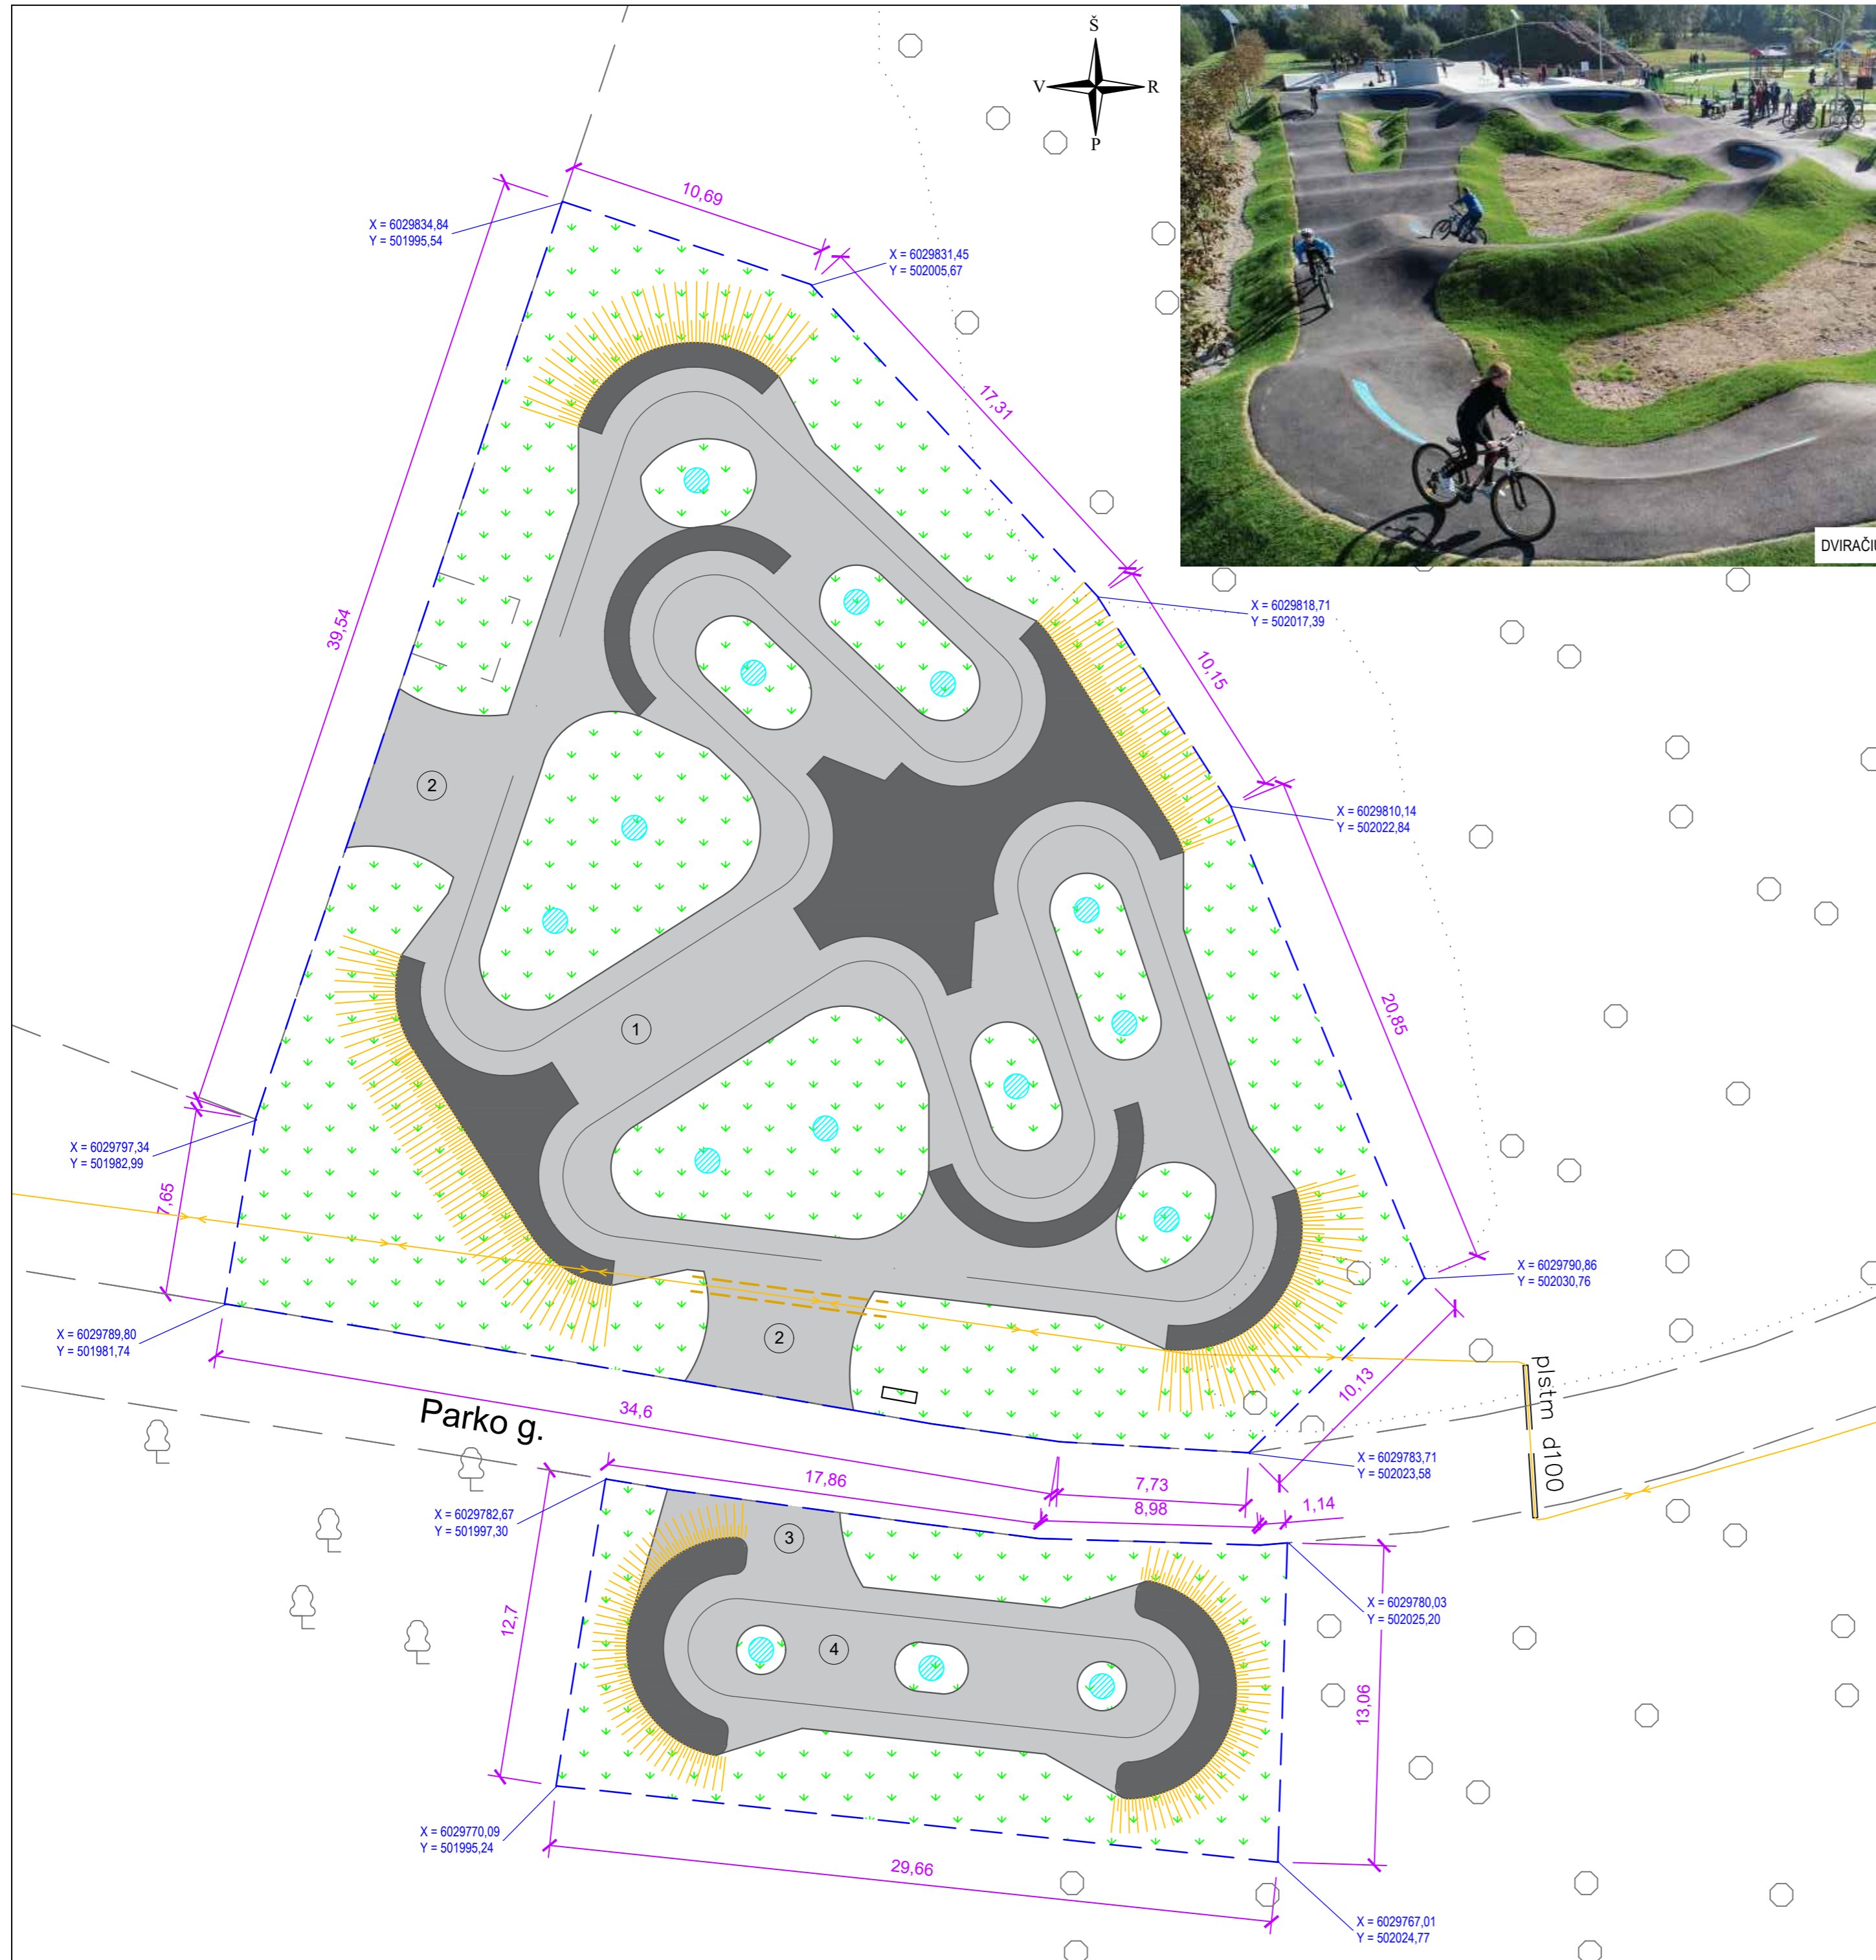 Š
V
R
P
DVIRAČIŲ
10,69
X = 6029834,84
Y = 501995,54
X = 6029831,45
Y = 502005,67
17,31
39,54
X = 6029818,71
Y = 502017,39
10,15
2
X = 6029810,14
Y = 502022,84
20,85
1
X = 6029797,34
Y = 501982,99
7,65
X = 6029790,86
Y = 502030,76
X = 6029789,80
Y = 501981,74
2
10,13
plstm d100
Parko g.
34,6
X = 6029783,71
Y = 502023,58
17,86
7,73
8,98
1,14
X = 6029782,67
Y = 501997,30
3
X = 6029780,03
Y = 502025,20
12,7
4
13,06
X = 6029770,09
Y = 501995,24
29,66
X = 6029767,01
Y = 502024,77